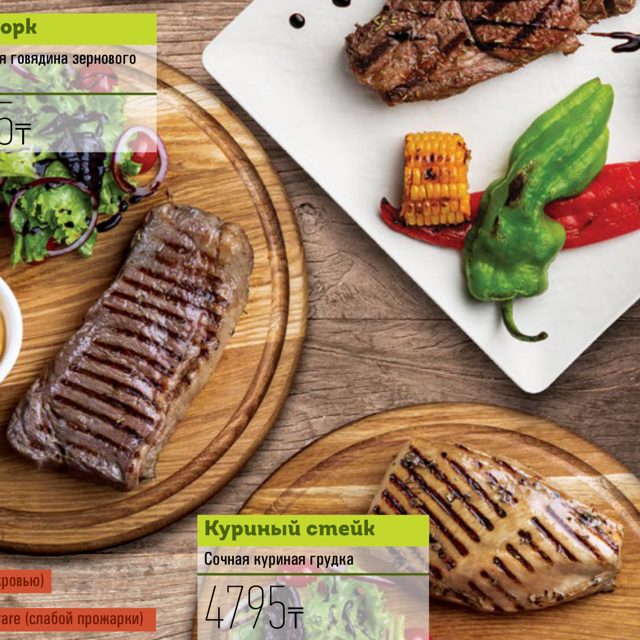 орк
я говядина зернового
0₸
Куриный стейк
Сочная куриная грудка
4795₸
кровью)
rare (слабой прожарки)